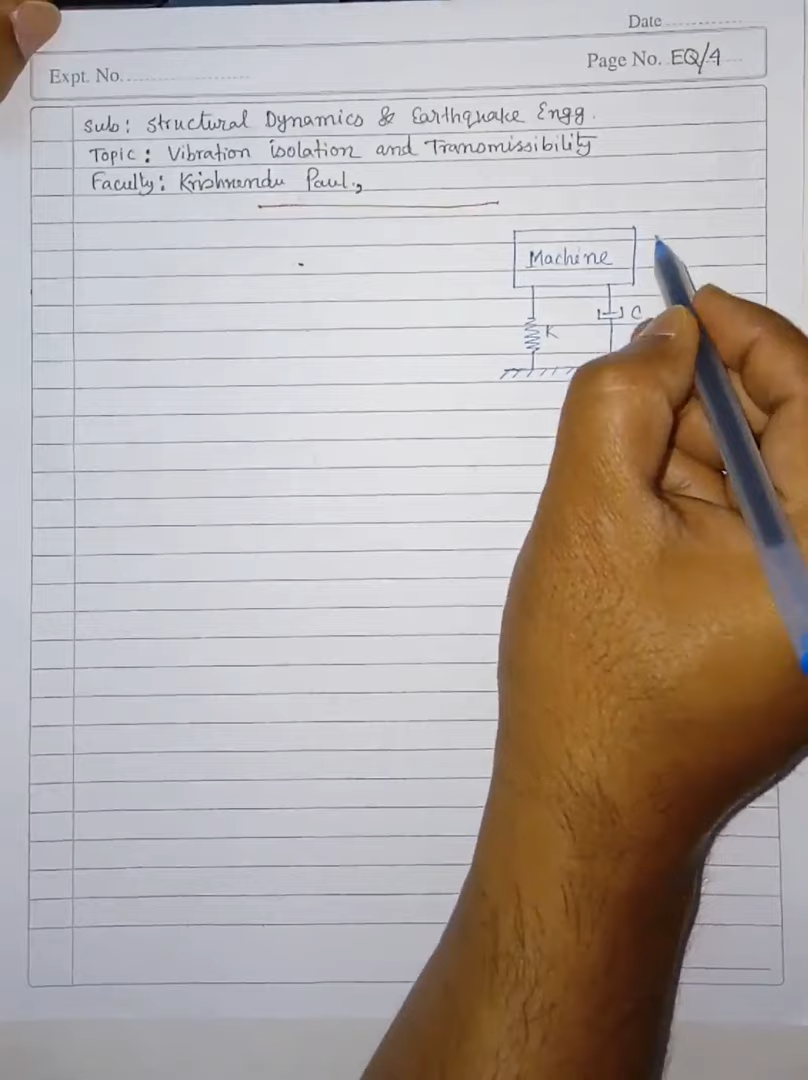 Date
Page No. EQ/4
Expt. No.
Sub: Structural Dynamics & Earthquake Engg.
Topic: Vibration isolation and Transmissibility
Faculty: Krishnendu Paul,
Machine
C
K